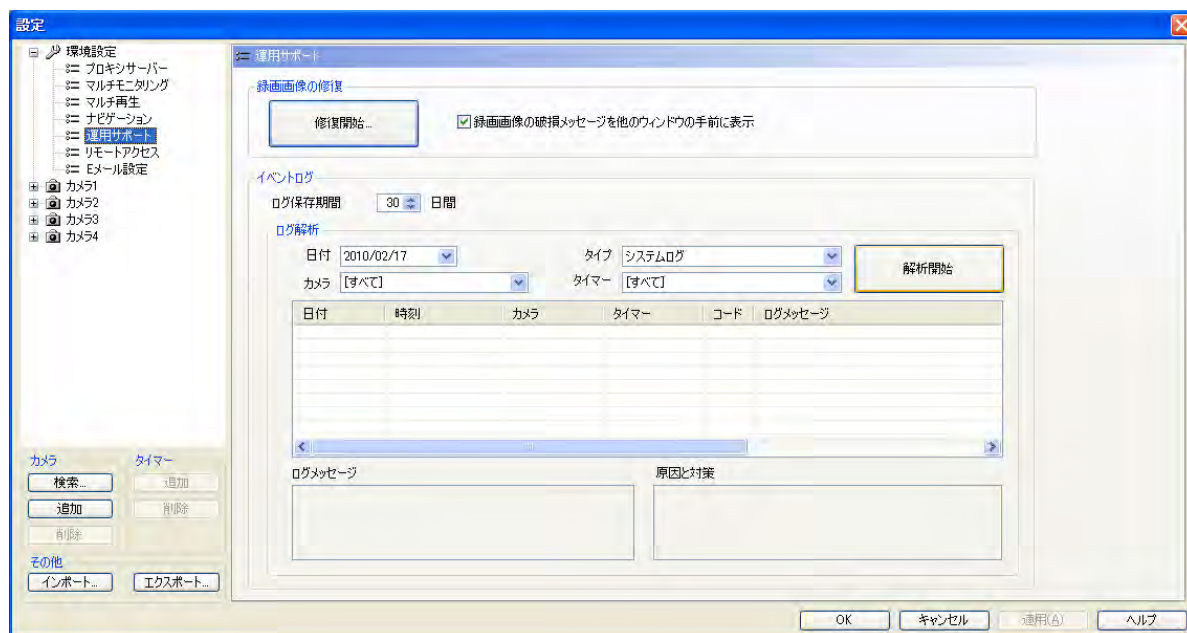 設定
環境設定
プロキシサーバー
マルチモニタリング
マルチ再生
ナビゲーション
運用サポート
リモートアクセス
Eメール設定
カメラ1
カメラ2
カメラ3
カメラ4
カメラ タイマー
検索... 追加
追加 削除
削除
その他
インポート... エクスポート...
運用サポート
録画画像の修復
修復開始... 録画画像の破損メッセージを他のウィンドウの手前に表示
イベントログ
ログ保存期間 30 日間
ログ解析
日付 2010/02/17 タイプ システムログ 解析開始
カメラ [すべて] タイマー [すべて]
日付 時刻 カメラ タイマー コード ログメッセージ
ログメッセージ 原因と対策
OK キャンセル 適用(A) ヘルプ